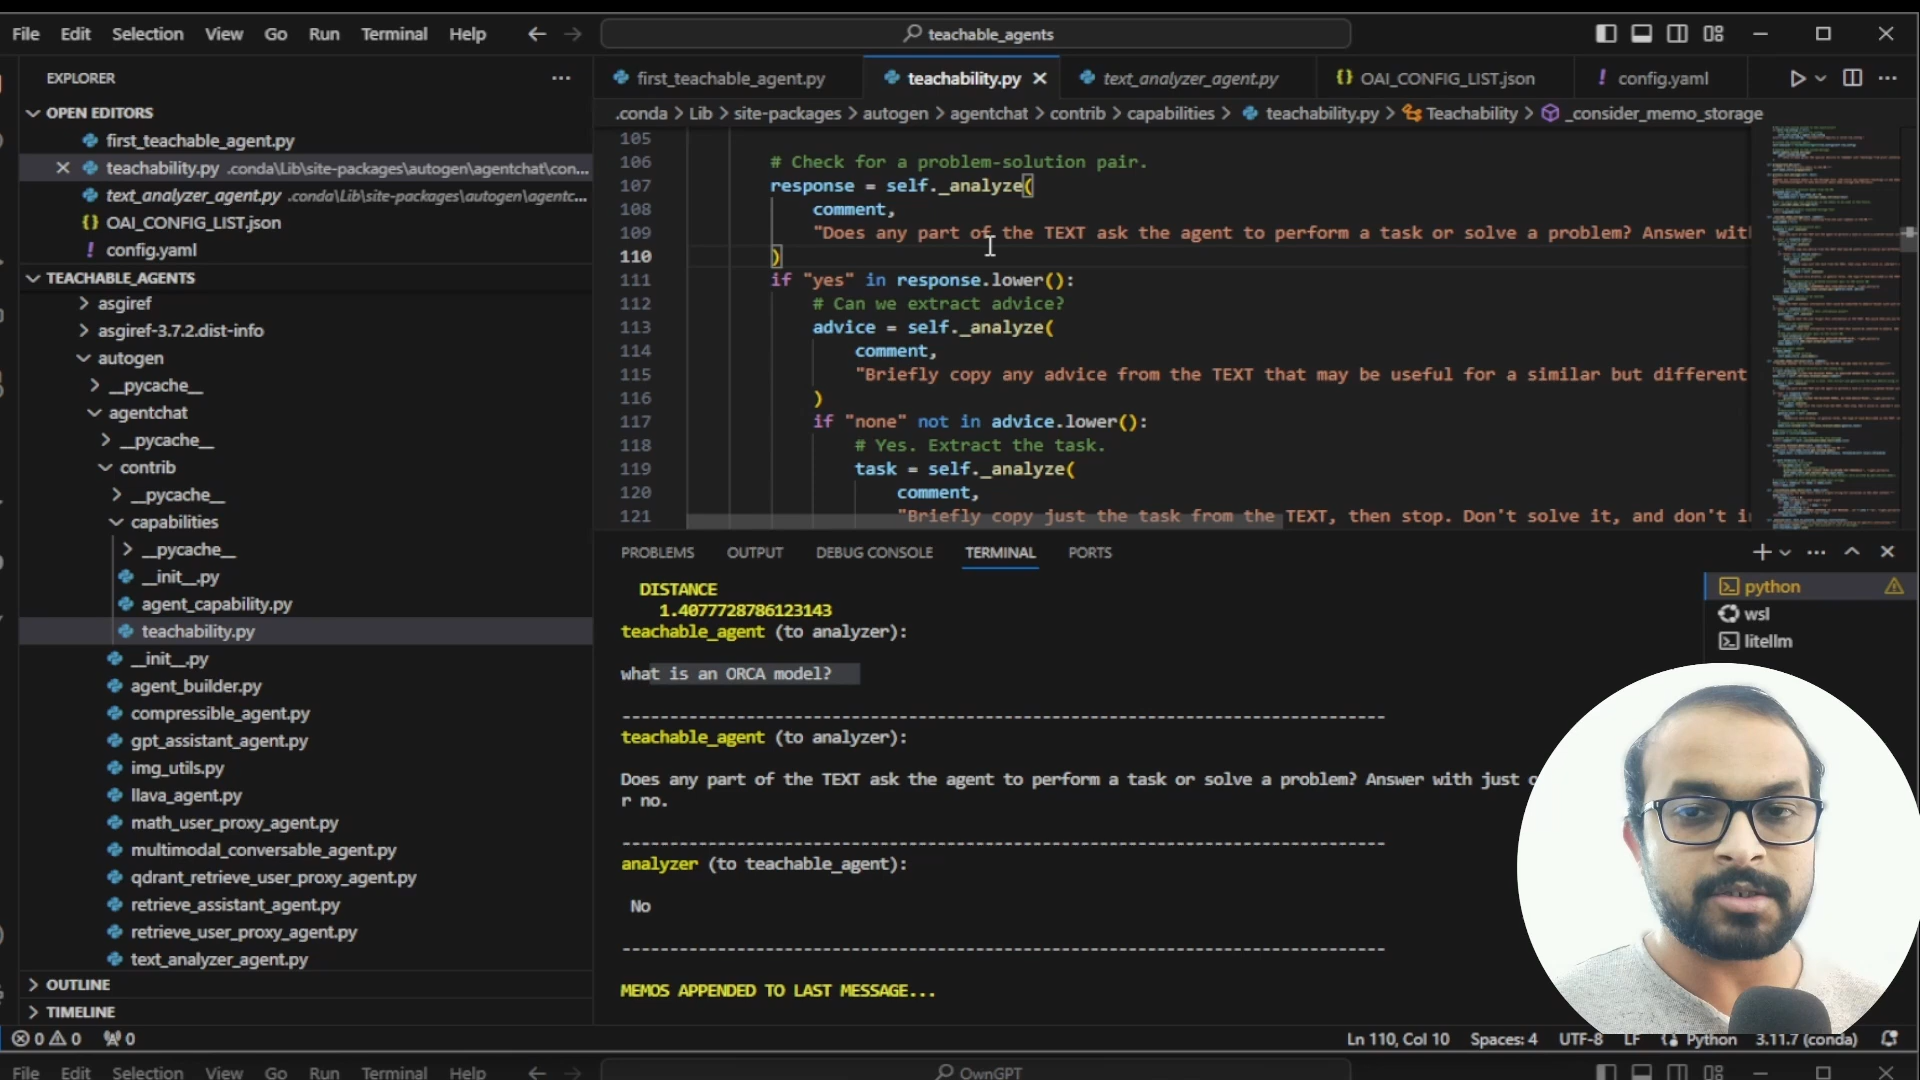 File Edit Selection View Go Run Terminal Help
teachable_agents
EXPLORER
OPEN EDITORS
first_teachable_agent.py
teachability.py .conda\Lib\site-packages\autogen\agentchat\con...
text_analyzer_agent.py .conda\Lib\site-packages\autogen\agentc...
OAI_CONFIG_LIST.json
config.yaml
TEACHABLE_AGENTS
asgiref
asgiref-3.7.2.dist-info
autogen
__pycache__
agentchat
__pycache__
contrib
__pycache__
capabilities
__pycache__
__init__.py
agent_capability.py
teachability.py
__init__.py
agent_builder.py
compressible_agent.py
gpt_assistant_agent.py
img_utils.py
llava_agent.py
math_user_proxy_agent.py
multimodal_conversable_agent.py
qdrant_retrieve_user_proxy_agent.py
retrieve_assistant_agent.py
retrieve_user_proxy_agent.py
text_analyzer_agent.py
OUTLINE
TIMELINE
first_teachable_agent.py teachability.py text_analyzer_agent.py OAI_CONFIG_LIST.json config.yaml
.conda > Lib > site-packages > autogen > agentchat > contrib > capabilities > teachability.py > Teachability > _consider_memo_storage
105
106 # Check for a problem-solution pair.
107 response = self._analyze(
108 comment,
109 "Does any part of the TEXT ask the agent to perform a task or solve a problem? Answer wit
110 )
111 if "yes" in response.lower():
112 # Can we extract advice?
113 advice = self._analyze(
114 comment,
115 "Briefly copy any advice from the TEXT that may be useful for a similar but different
116 )
117 if "none" not in advice.lower():
118 # Yes. Extract the task.
119 task = self._analyze(
120 comment,
121 "Briefly copy just the task from the TEXT, then stop. Don't solve it, and don't i
PROBLEMS OUTPUT DEBUG CONSOLE TERMINAL PORTS
DISTANCE
1.4077728786123143
teachable_agent (to analyzer):
what is an ORCA model?
--------------------------------------------------------------------------------
teachable_agent (to analyzer):
Does any part of the TEXT ask the agent to perform a task or solve a problem? Answer with just
r no.
--------------------------------------------------------------------------------
analyzer (to teachable_agent):
No
--------------------------------------------------------------------------------
MEMOS APPENDED TO LAST MESSAGE...
python
wsl
litellm
0 0 0 Ln 110, Col 10 Spaces: 4 UTF-8 LF Python 3.11.7 (conda)
File Edit Selection View Go Run Terminal Help OwnGPT